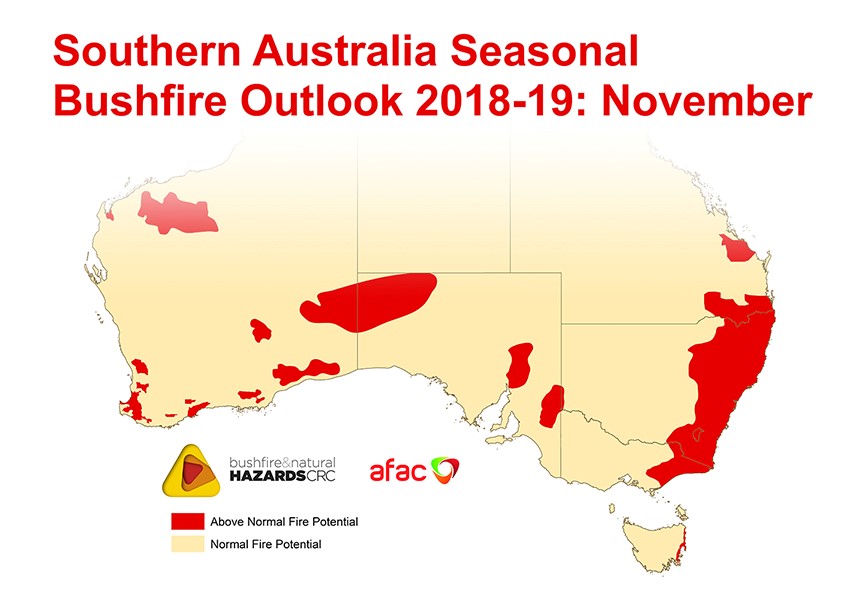 Southern Australia Seasonal
Bushfire Outlook 2018-19: November
bushfire&natural
HAZARDSCRC
afac
Above Normal Fire Potential
Normal Fire Potential